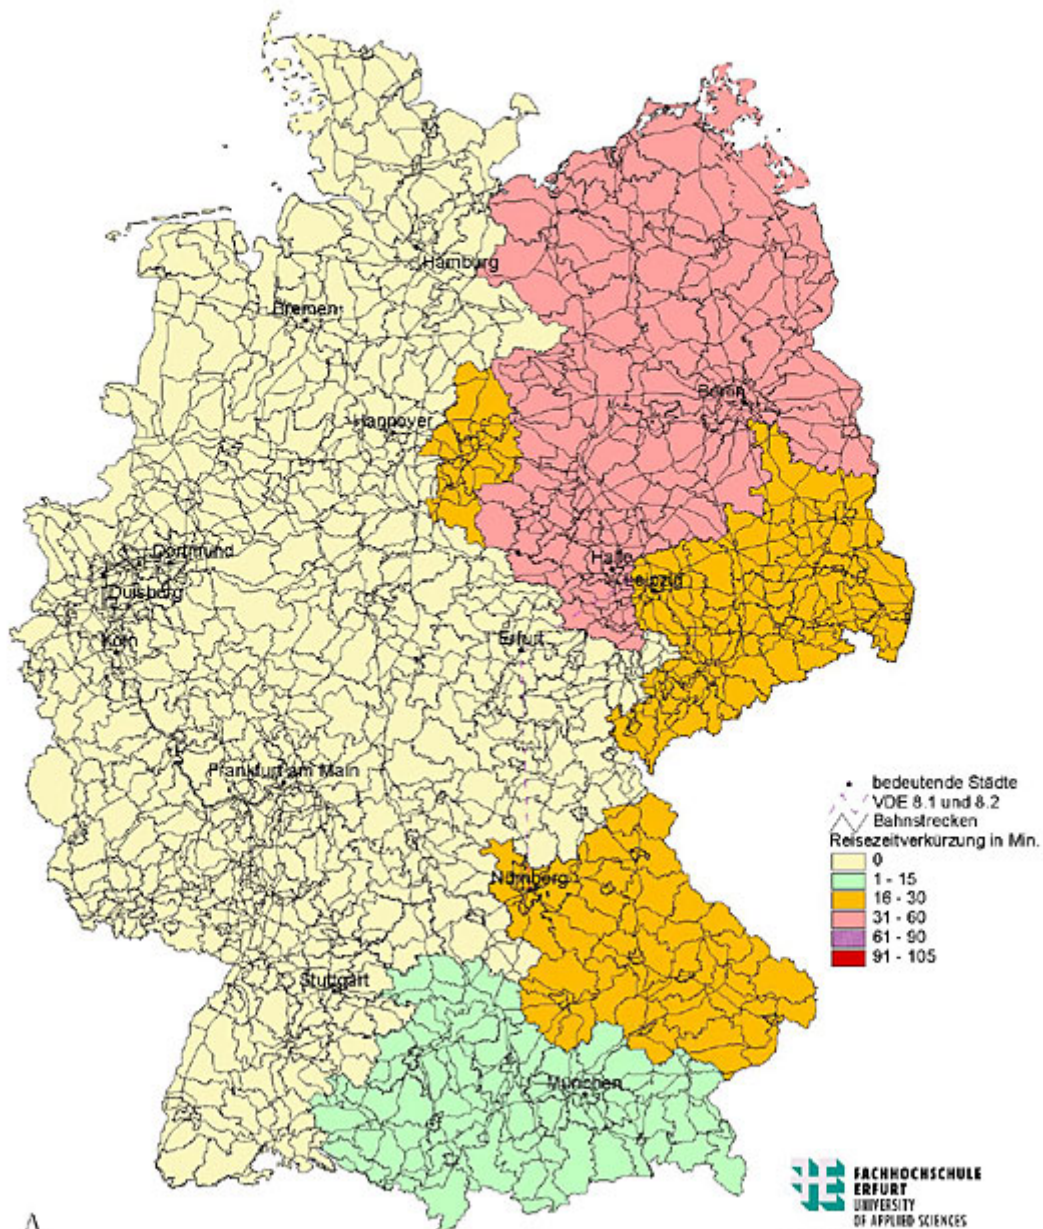 Hamburg
Bremen
Berlin
Hannover
Dortmund
Halle
Leipzig
Duisburg
Köln
Erfurt
Frankfurt am Main
bedeutende Städte
VDE 8.1 und 8.2
Bahnstrecken
Reisezeitverkürzung in Min.
0
1 - 15
Nürnberg
16 - 30
31 - 60
61 - 90
91 - 105
Stuttgart
München
FACHHOCHSCHULE
ERFURT
UNIVERSITY
OF APPLIED SCIENCES